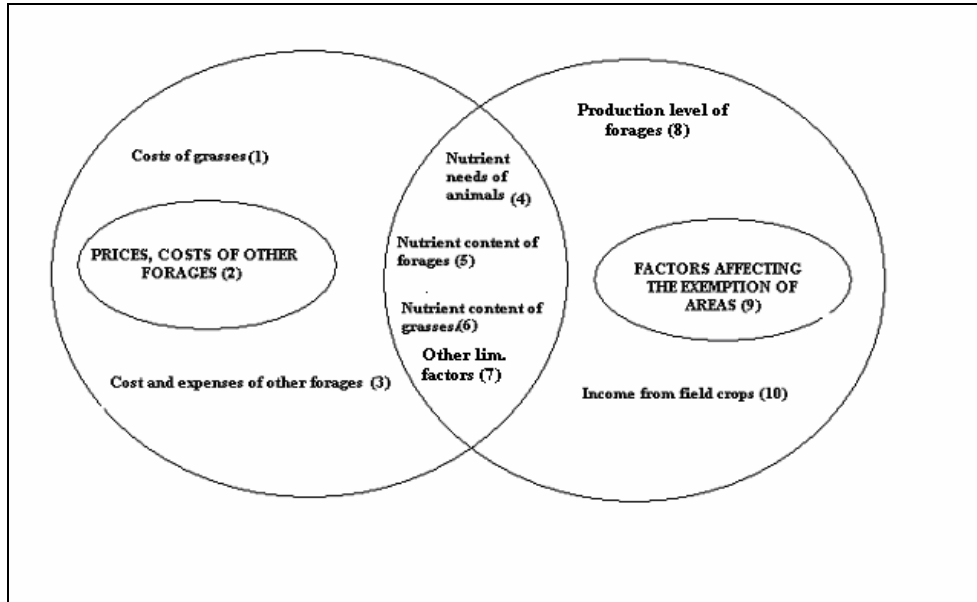 Costs of grasses (1)
PRICES, COSTS OF OTHER
FORAGES (2)
Cost and expenses of other forages (3)
Nutrient
needs of
animals (4)
Nutrient content of
forages (5)
Nutrient content of
grasses (6)
Other lim.
factors (7)
Production level of
forages (8)
FACTORS AFFECTING
THE EXEMPTION OF
AREAS (9)
Income from field crops (10)